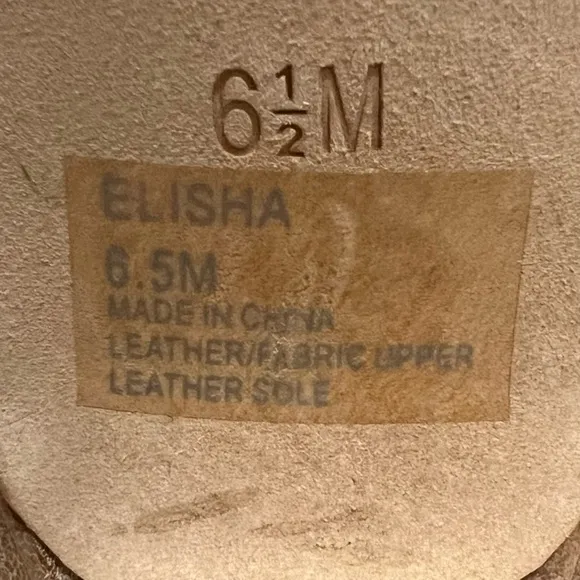 6½M
ELISHA
6.5M
MADE IN CHINA
LEATHER/FABRIC UPPER
LEATHER SOLE